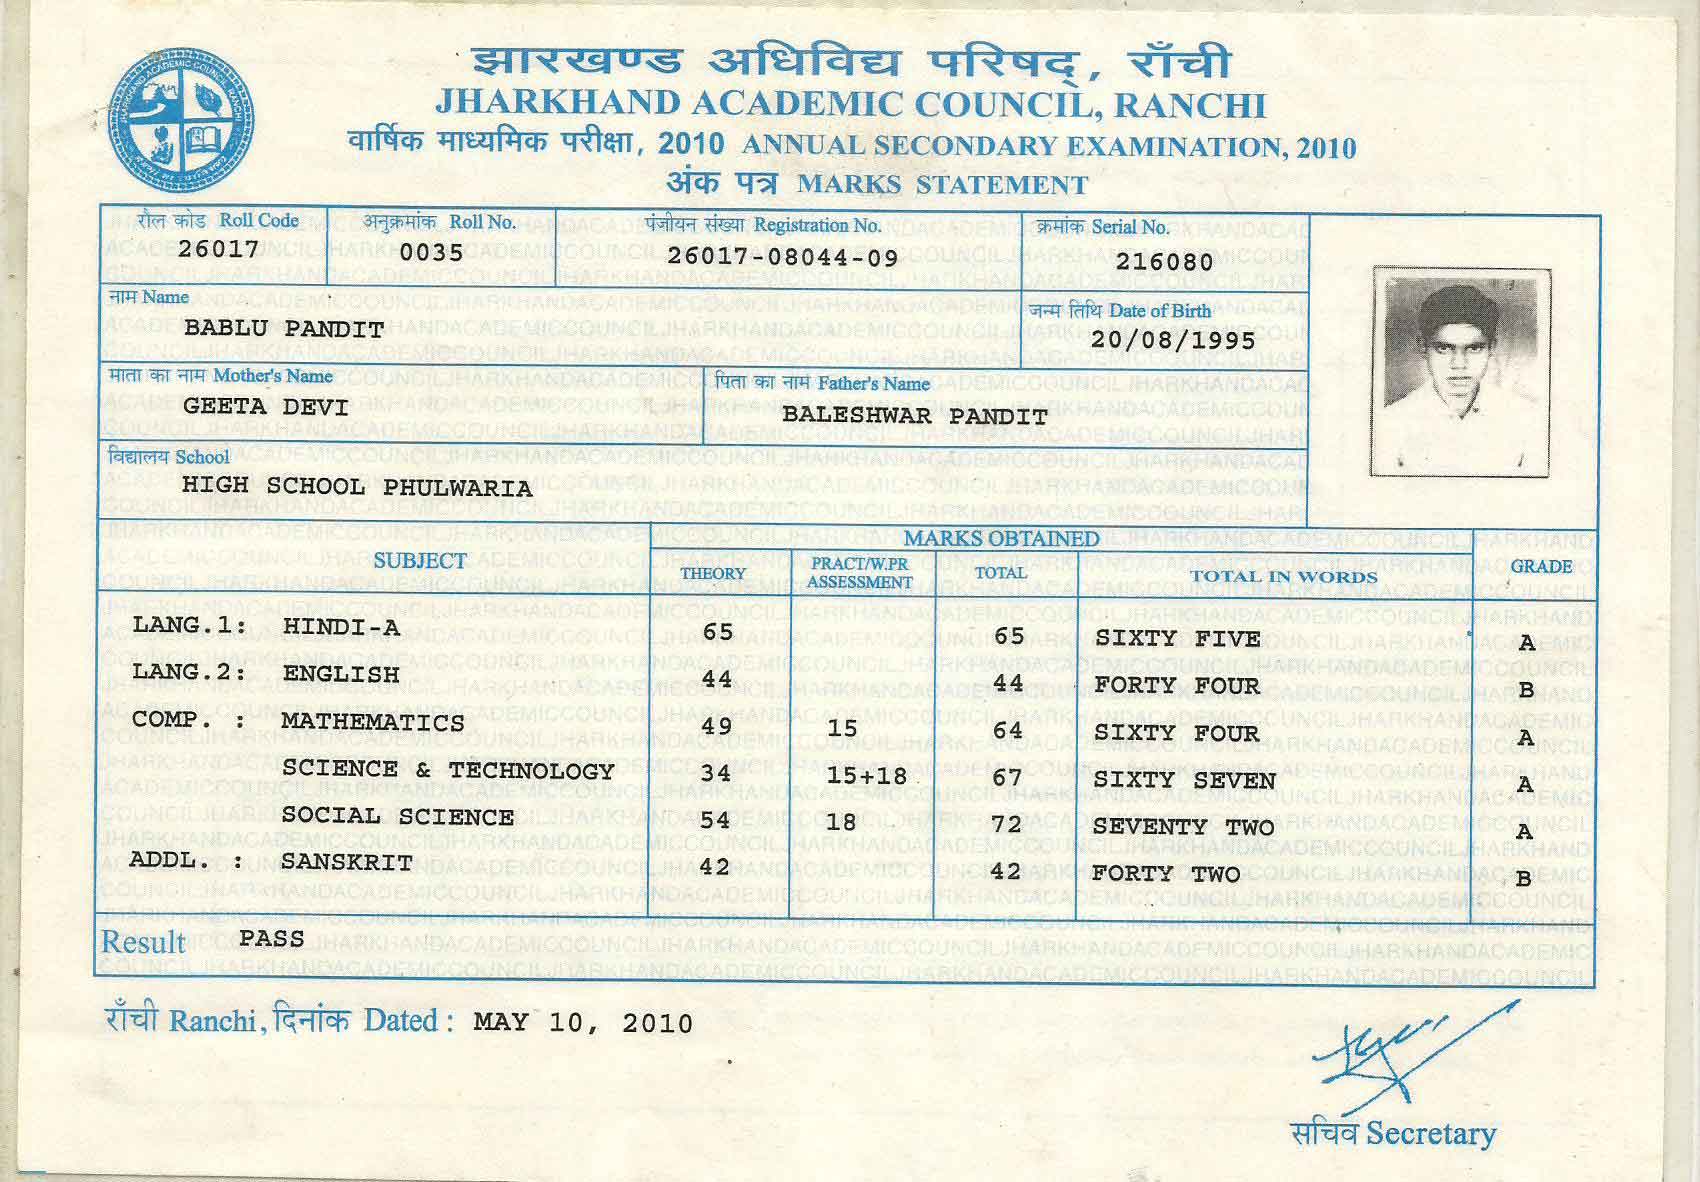 झारखण्ड अधिविद्य परिषद्, राँची
JHARKHAND ACADEMIC COUNCIL, RANCHI
वार्षिक माध्यमिक परीक्षा, 2010 ANNUAL SECONDARY EXAMINATION, 2010
अंक पत्र MARKS STATEMENT
रौल कोड Roll Code अनुक्रमांक Roll No. पंजीयन संख्या Registration No. क्रमांक Serial No.
26017 0035 26017-08044-09 216080
नाम Name जन्म तिथि Date of Birth
BABLU PANDIT 20/08/1995
माता का नाम Mother's Name पिता का नाम Father's Name
GEETA DEVI BALESHWAR PANDIT
विद्यालय School
HIGH SCHOOL PHULWARIA
MARKS OBTAINED
SUBJECT THEORY PRACT/W.PR ASSESSMENT TOTAL TOTAL IN WORDS GRADE
LANG.1: HINDI-A 65 65 SIXTY FIVE A
LANG.2: ENGLISH 44 44 FORTY FOUR B
COMP. : MATHEMATICS 49 15 64 SIXTY FOUR A
SCIENCE & TECHNOLOGY 34 15+18 67 SIXTY SEVEN A
SOCIAL SCIENCE 54 18 72 SEVENTY TWO A
ADDL. : SANSKRIT 42 42 FORTY TWO B
Result PASS
राँची Ranchi, दिनांक Dated : MAY 10, 2010
सचिव Secretary